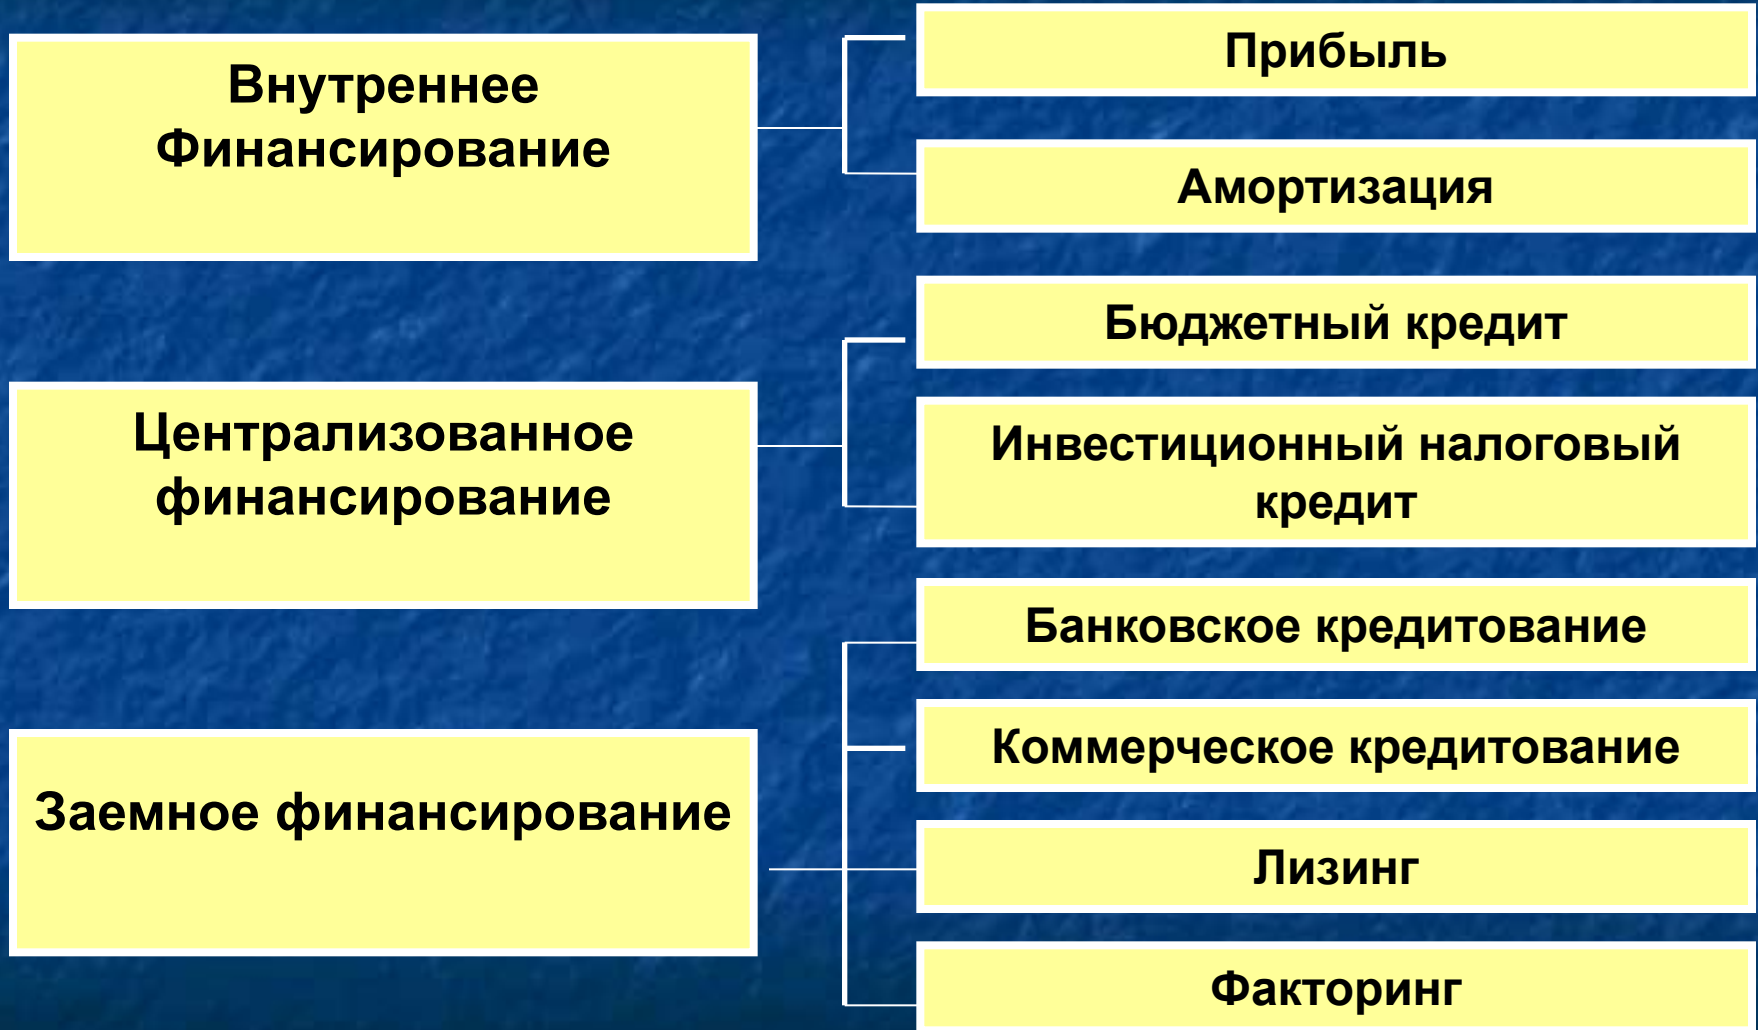 Внутреннее
Финансирование
Прибыль
Амортизация
Централизованное
финансирование
Бюджетный кредит
Инвестиционный налоговый
кредит
Заемное финансирование
Банковское кредитование
Коммерческое кредитование
Лизинг
Факторинг